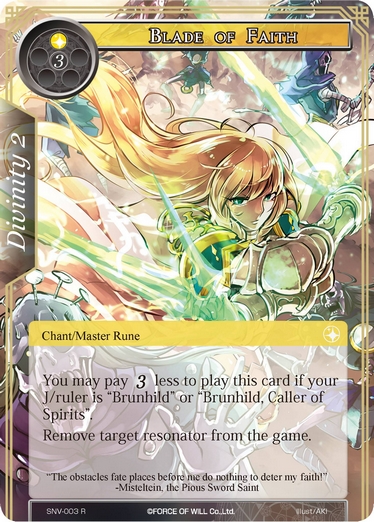 Blade of Faith
3
Divinity 2
Chant/Master Rune
You may pay 3 less to play this card if your
J/ruler is “Brunhild” or “Brunhild, Caller of
Spirits”.
Remove target resonator from the game.
“The obstacles fate places before me do nothing to deter my faith!”
-Misteltein, the Pious Sword Saint
SNV-003 R
©FORCE OF WILL Co.,Ltd.
Illust/AKI